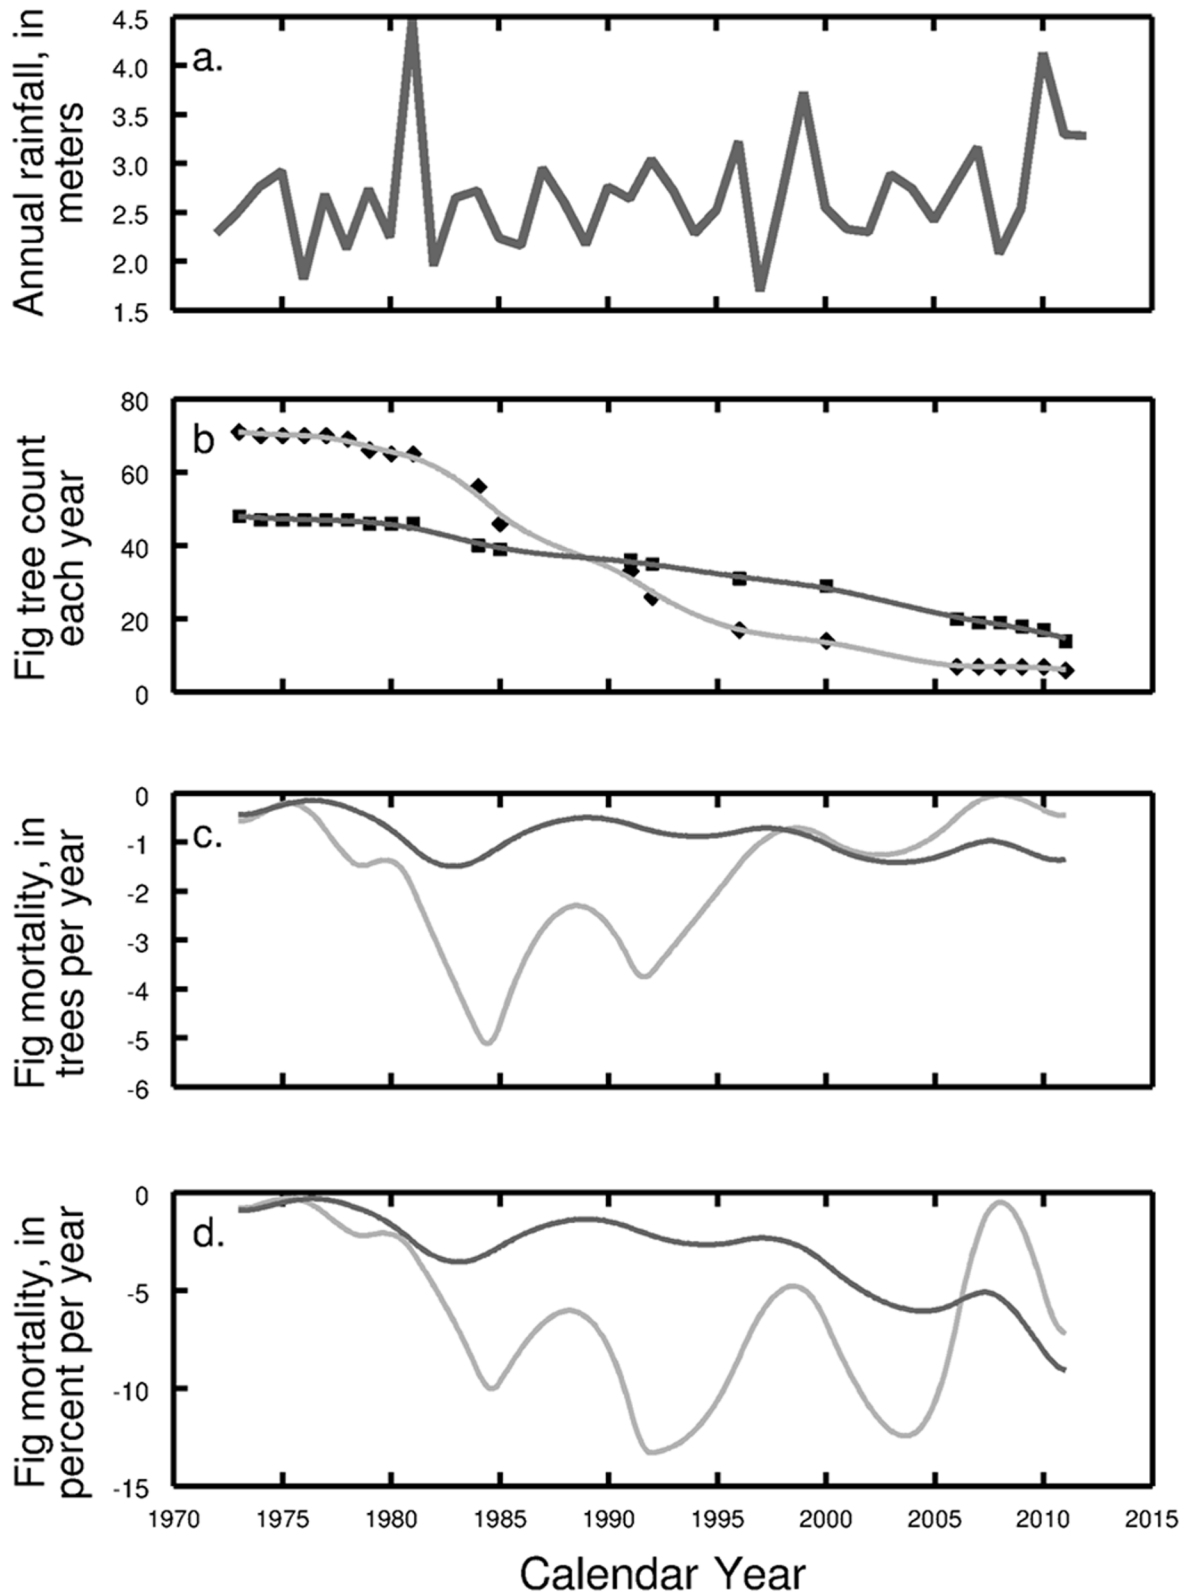 Annual rainfall, in
meters
a.
4.5
4.0
3.5
3.0
2.5
2.0
1.5
Fig tree count
each year
b
80
60
40
20
0
Fig mortality, in
trees per year
c.
0
-1
-2
-3
-4
-5
-6
Fig mortality, in
percent per year
d.
0
-5
-10
-15
1970 1975 1980 1985 1990 1995 2000 2005 2010 2015
Calendar Year